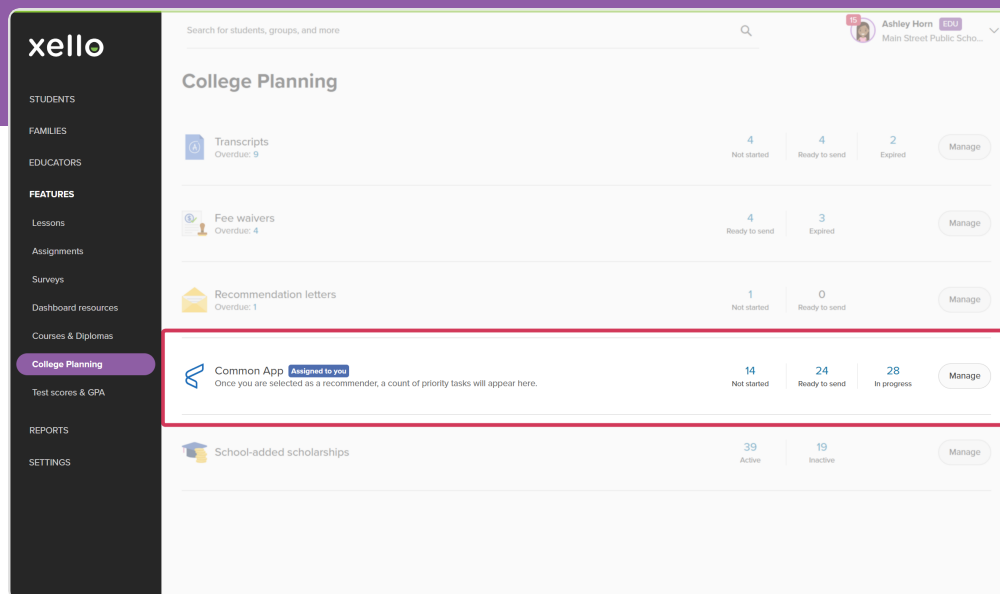 xello
STUDENTS
FAMILIES
EDUCATORS
FEATURES
Lessons
Assignments
Surveys
Dashboard resources
Courses & Diplomas
College Planning
Test scores & GPA
REPORTS
SETTINGS
Search for students, groups, and more
15
Ashley Horn EDU
Main Street Public Scho...
College Planning
Transcripts
Overdue: 9
4 4 2
Not started Ready to send Expired
Manage
Fee waivers
Overdue: 4
4 3
Ready to send Expired
Manage
Recommendation letters
Overdue: 1
1 0
Not started Ready to send
Manage
Common App Assigned to you
Once you are selected as a recommender, a count of priority tasks will appear here.
14 24 28
Not started Ready to send In progress
Manage
School-added scholarships
39 19
Active Inactive
Manage